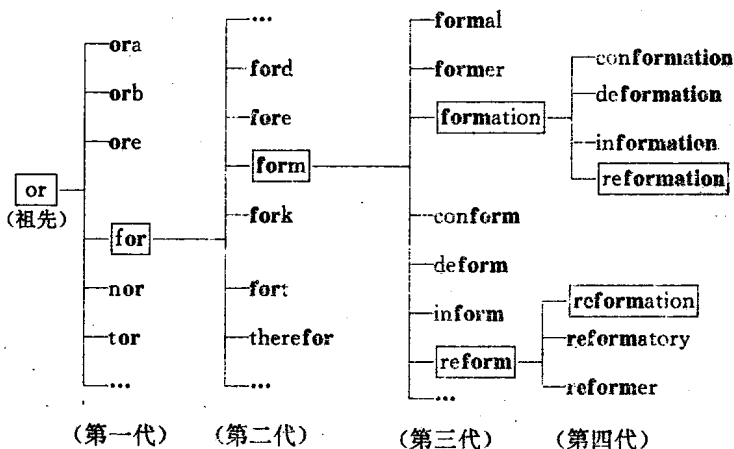 or
(祖先)
ora
orb
ore
for
nor
tor
…
(第一代)
…
ford
fore
form
fork
fort
therefor
…
(第二代)
formal
former
formation
conform
deform
inform
reform
…
(第三代)
conformation
deformation
information
reformation
reformation
reformatory
reformer
(第四代)